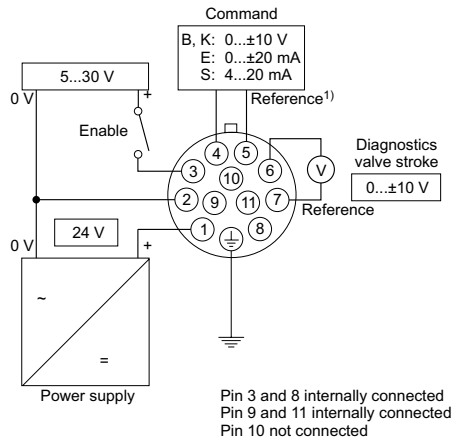 Command
B, K: 0...±10 V
E: 0...±20 mA
S: 4...20 mA
5...30 V
0 V
+
Reference1)
Enable
4
5
3
6
10
V
Diagnostics
valve stroke
0...±10 V
2
9
11
7
Reference
24 V
1
8
0 V
+
~
=
Power supply
Pin 3 and 8 internally connected
Pin 9 and 11 internally connected
Pin 10 not connected